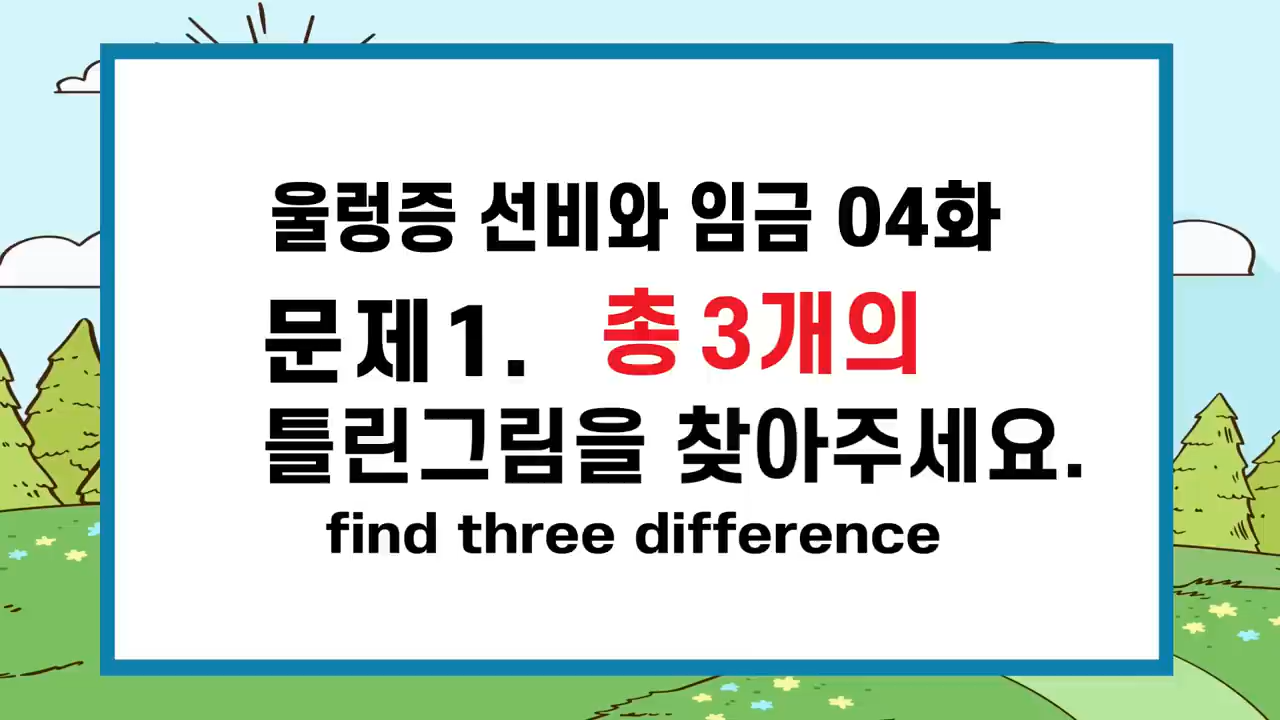 울렁증 선비와 임금 04화
문제1. 총 3개의
틀린그림을 찾아주세요.
find three difference